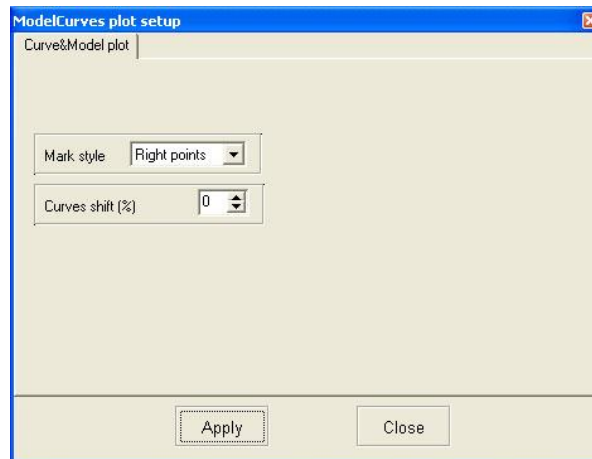 ModelCurves plot setup
Curve&Model plot
Mark style Right points
Curves shift (%) 0
Apply Close